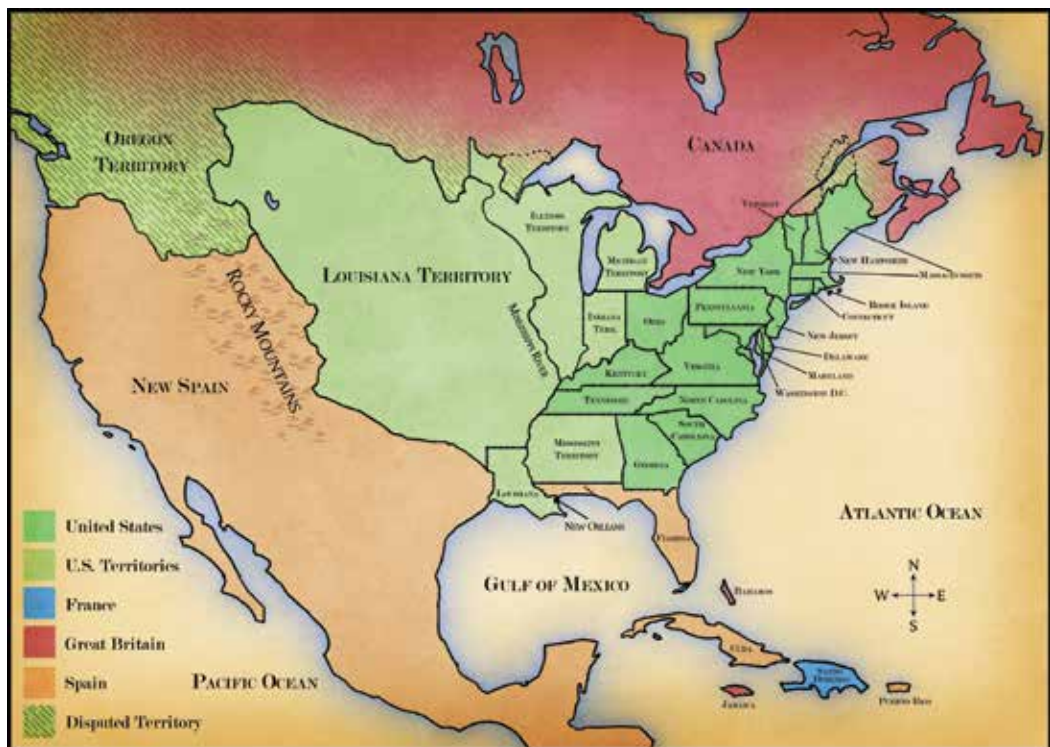 Oregon
Territory
Canada
Vermont
Illinois
Territory
New Hampshire
Massachusetts
Michigan
Territory
New York
Louisiana Territory
Rocky Mountains
Mississippi River
Rhode Island
Connecticut
Pennsylvania
Indiana
Terr.
Ohio
New Jersey
Delaware
Maryland
Washington D.C.
Virginia
Kentucky
New Spain
Tennessee
North Carolina
South
Carolina
Mississippi
Territory
Georgia
Louisiana
New Orleans
Florida
Atlantic Ocean
United States
U.S. Territories
France
Great Britain
Spain
Disputed Territory
Gulf of Mexico
Pacific Ocean
N
W
E
S
Bahamas
Cuba
Santo
Domingo
Jamaica
Puerto Rico